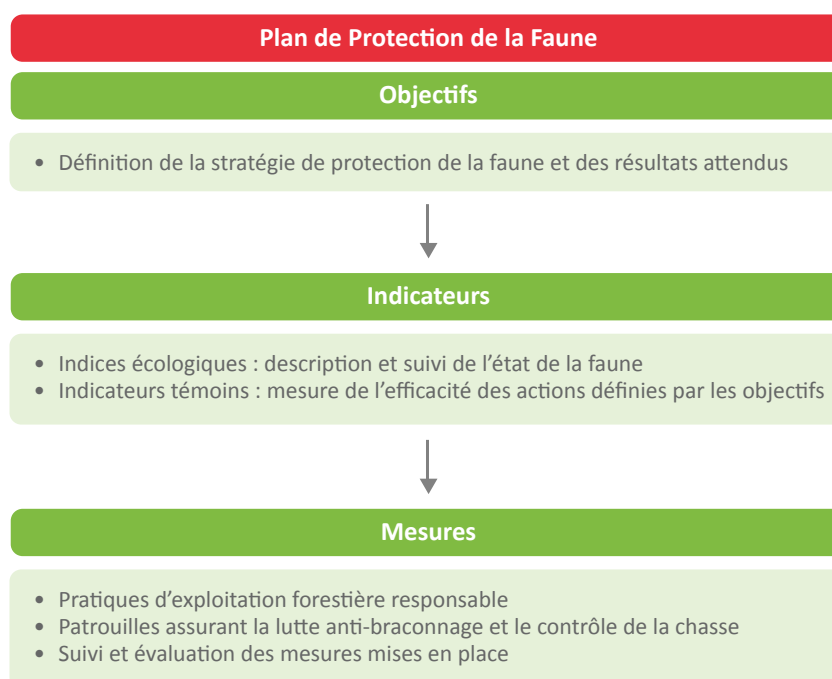 Plan de Protection de la Faune
Objectifs
• Définition de la stratégie de protection de la faune et des résultats attendus
Indicateurs
• Indices écologiques : description et suivi de l’état de la faune
• Indicateurs témoins : mesure de l’efficacité des actions définies par les objectifs
Mesures
• Pratiques d’exploitation forestière responsable
• Patrouilles assurant la lutte anti-braconnage et le contrôle de la chasse
• Suivi et évaluation des mesures mises en place